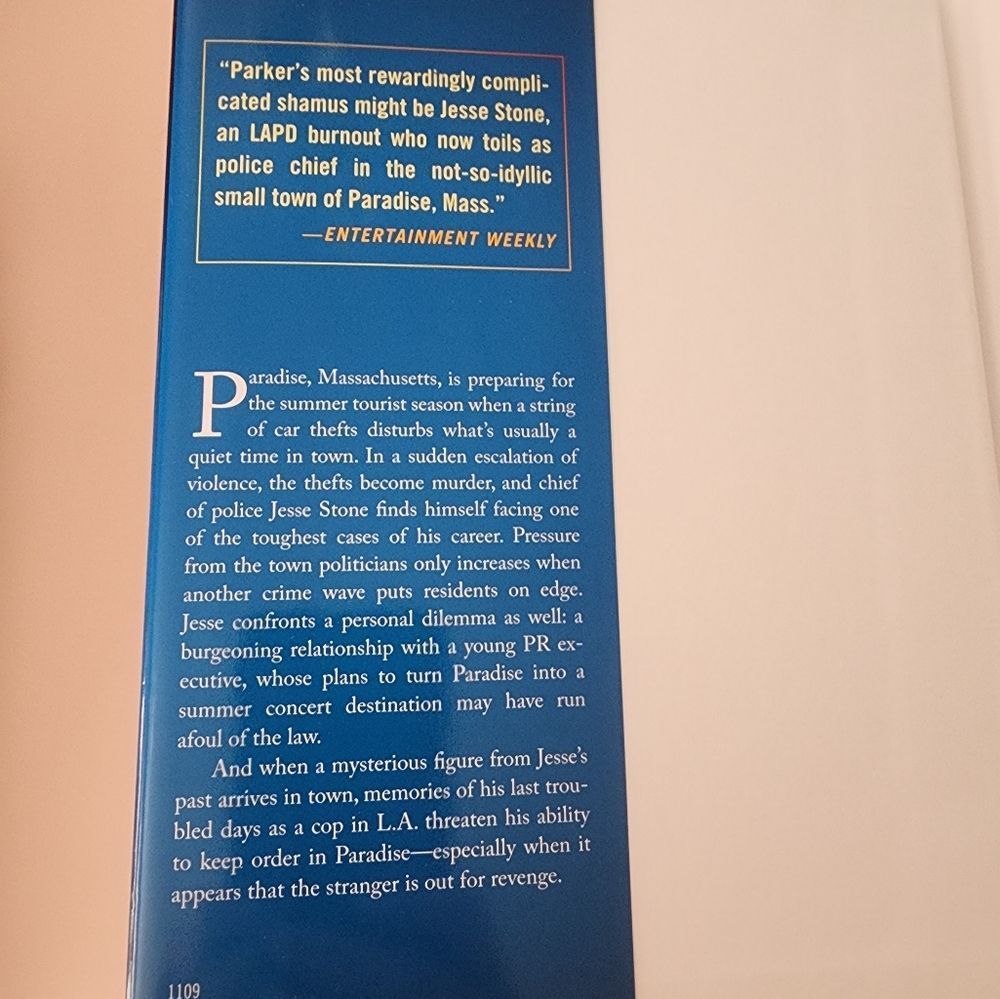 “Parker’s most rewardingly compli-
cated shamus might be Jesse Stone,
an LAPD burnout who now toils as
police chief in the not-so-idyllic
small town of Paradise, Mass.”
—ENTERTAINMENT WEEKLY
Paradise, Massachusetts, is preparing for
the summer tourist season when a string
of car thefts disturbs what’s usually a
quiet time in town. In a sudden escalation of
violence, the thefts become murder, and chief
of police Jesse Stone finds himself facing one
of the toughest cases of his career. Pressure
from the town politicians only increases when
another crime wave puts residents on edge.
Jesse confronts a personal dilemma as well: a
burgeoning relationship with a young PR ex-
ecutive, whose plans to turn Paradise into a
summer concert destination may have run
afoul of the law.
And when a mysterious figure from Jesse’s
past arrives in town, memories of his last trou-
bled days as a cop in L.A. threaten his ability
to keep order in Paradise—especially when it
appears that the stranger is out for revenge.
1109